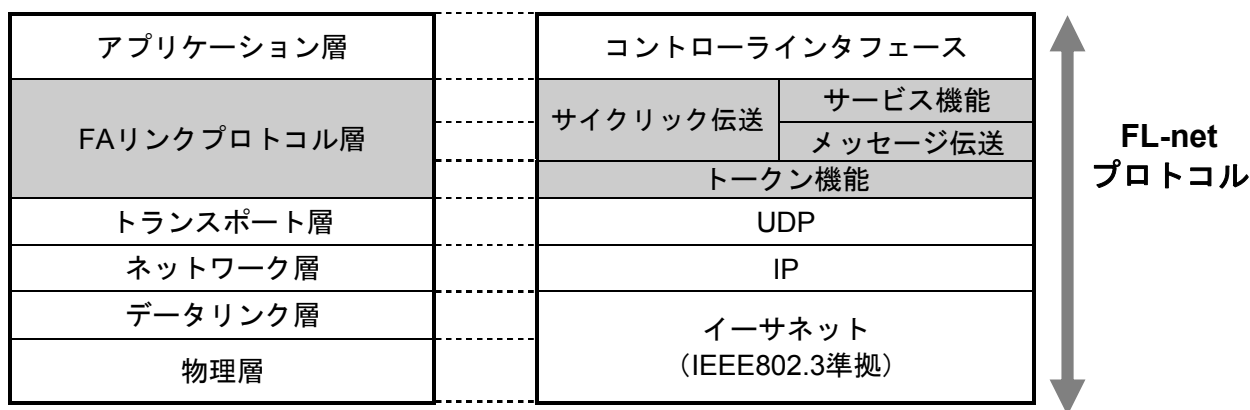 アプリケーション層
FAリンクプロトコル層
トランスポート層
ネットワーク層
データリンク層
物理層
コントローラインタフェース
サイクリック伝送
サービス機能
メッセージ伝送
トークン機能
UDP
IP
イーサネット
（IEEE802.3準拠）
FL-net
プロトコル